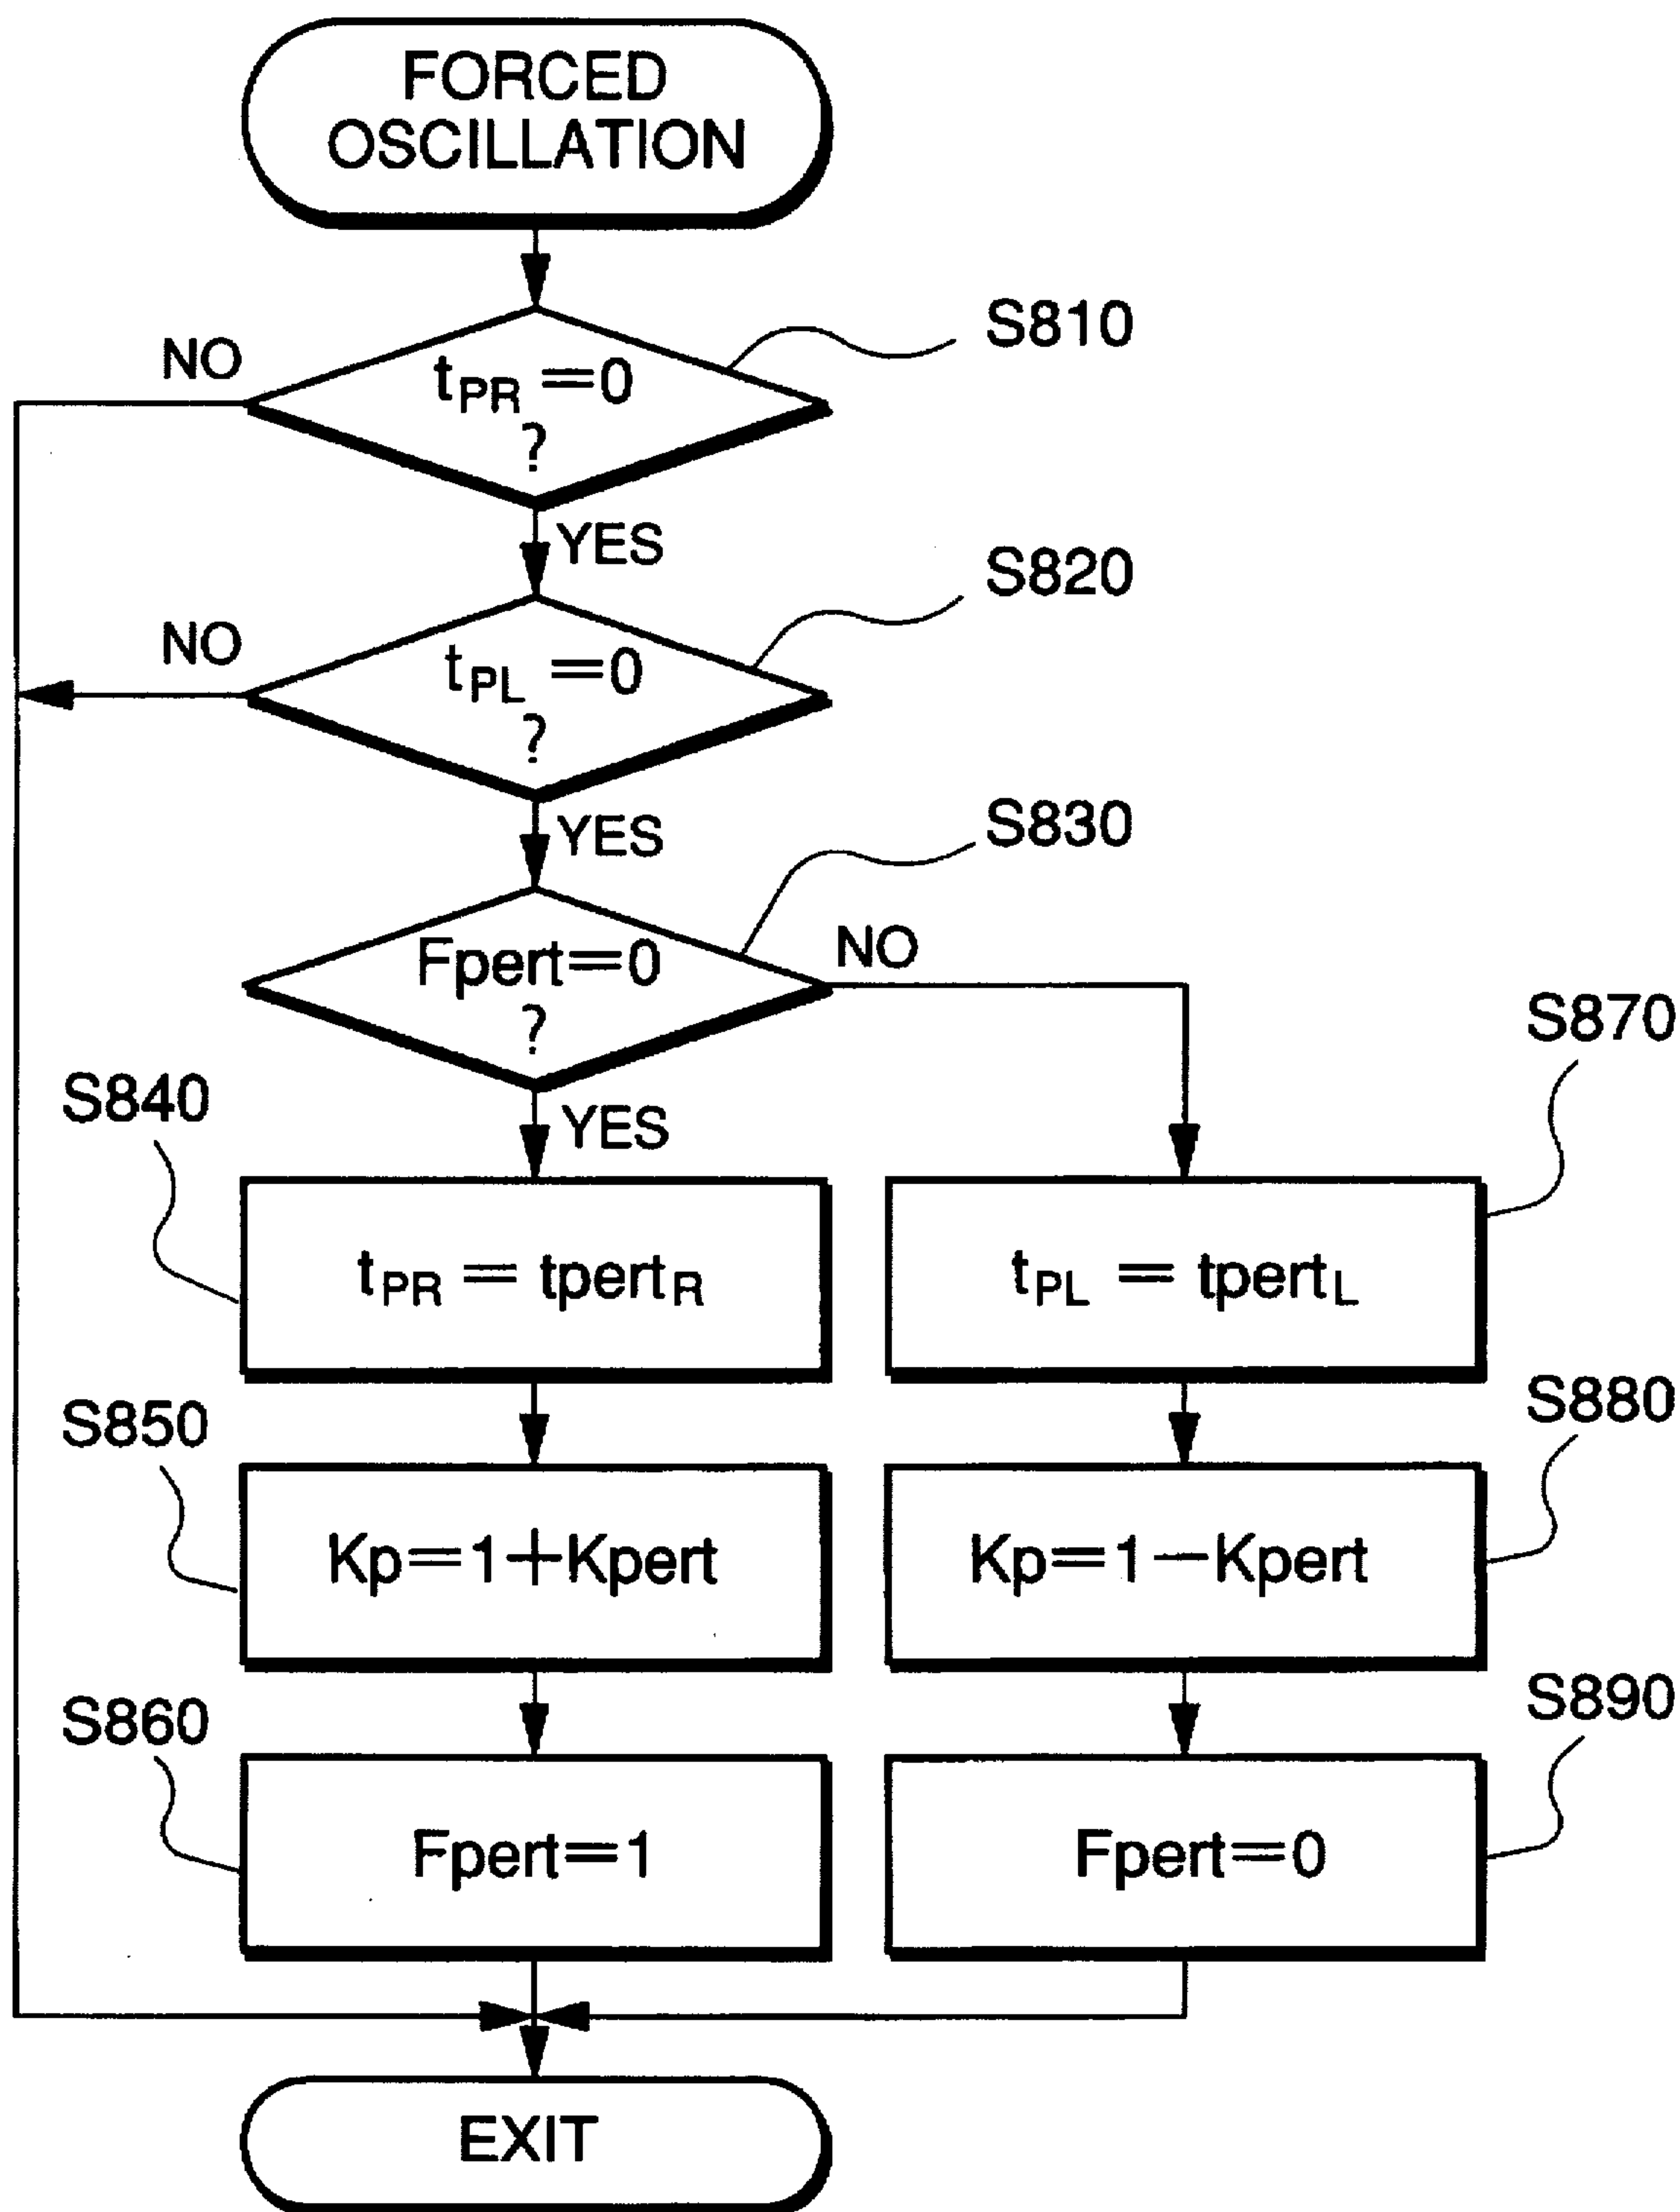 FORCED
OSCILLATION
S810
NO
tPR =0
?
YES
S820
NO
tPL =0
?
YES
S830
Fpert=0
?
NO
S870
S840
YES
tPR = tpertR
tPL = tpertL
S850
S880
Kp=1+Kpert
Kp=1−Kpert
S860
S890
Fpert=1
Fpert=0
EXIT